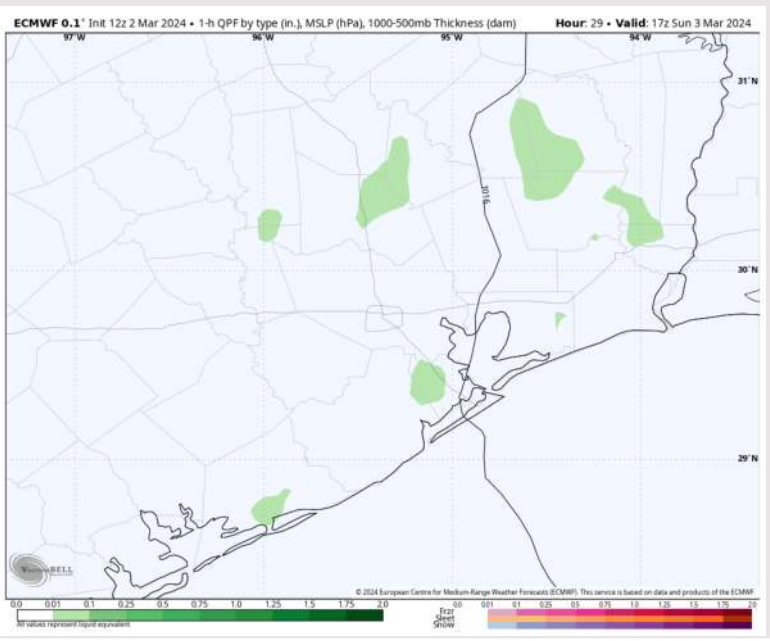 ECMWF 0.1° Init 12z 2 Mar 2024 • 1-h QPF by type (in.), MSLP (hPa), 1000-500mb Thickness (dam) Hour: 29 • Valid: 17z Sun 3 Mar 2024
97°W 96°W 95°W 94°W
31°N
1016
30°N
29°N
WeatherBELL
© 2024 European Centre for Medium-Range Weather Forecasts (ECMWF). This service is based on data and products of the ECMWF
0.0 0.01 0.1 0.25 0.5 0.75 1.0 1.25 1.5 1.75 2.0 0.0 0.01 0.1 0.25 0.5 0.75 1.0 1.25 1.5 1.75 2.0
Frzr
Sleet
Snow
All values represent liquid equivalent